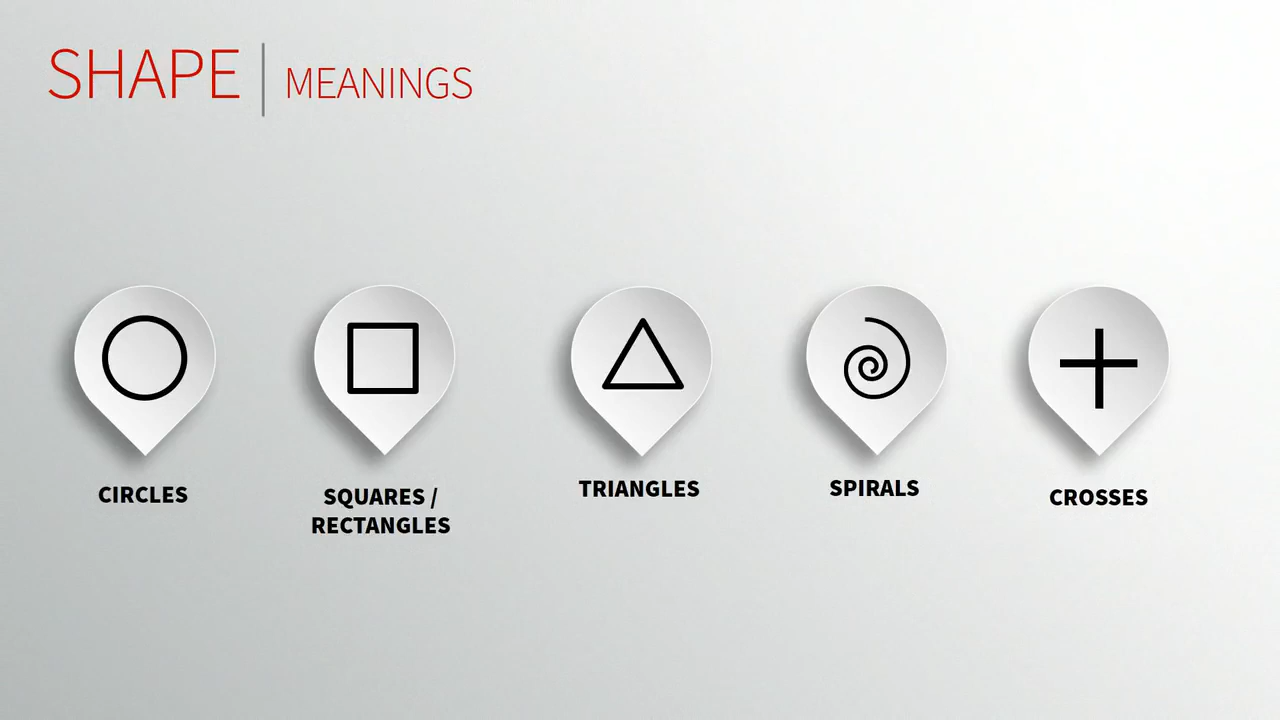 SHAPE | MEANINGS
CIRCLES
SQUARES /
RECTANGLES
TRIANGLES
SPIRALS
CROSSES